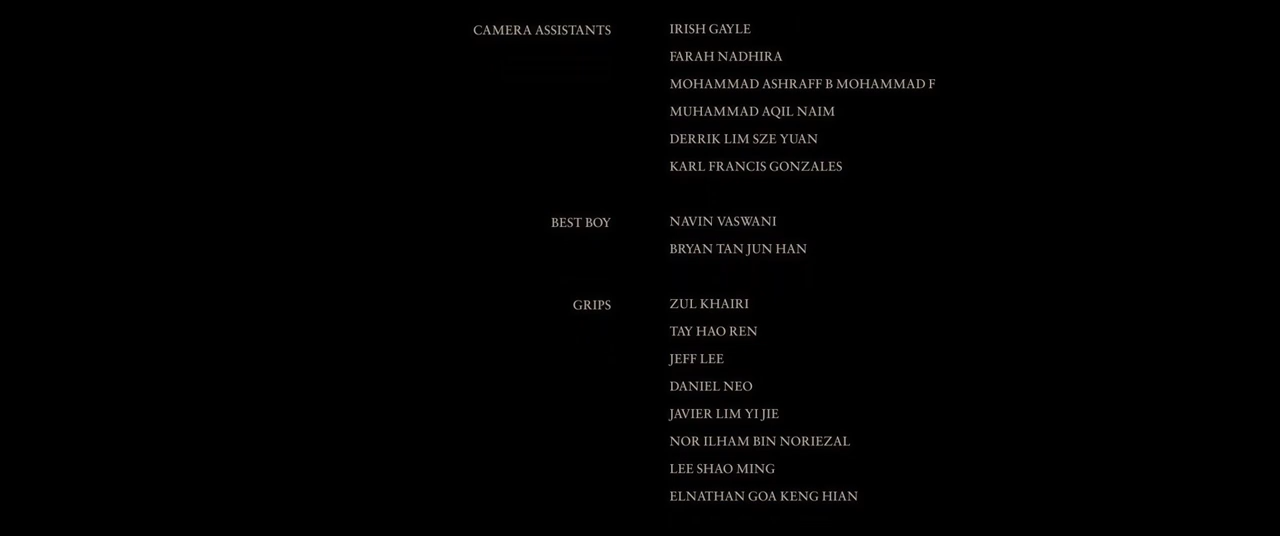 CAMERA ASSISTANTS IRISH GAYLE
FARAH NADHIRA
MOHAMMAD ASHRAFF B MOHAMMAD F
MUHAMMAD AQIL NAIM
DERRIK LIM SZE YUAN
KARL FRANCIS GONZALES
BEST BOY NAVIN VASWANI
BRYAN TAN JUN HAN
GRIPS ZUL KHAIRI
TAY HAO REN
JEFF LEE
DANIEL NEO
JAVIER LIM YI JIE
NOR ILHAM BIN NORIEZAL
LEE SHAO MING
ELNATHAN GOA KENG HIAN